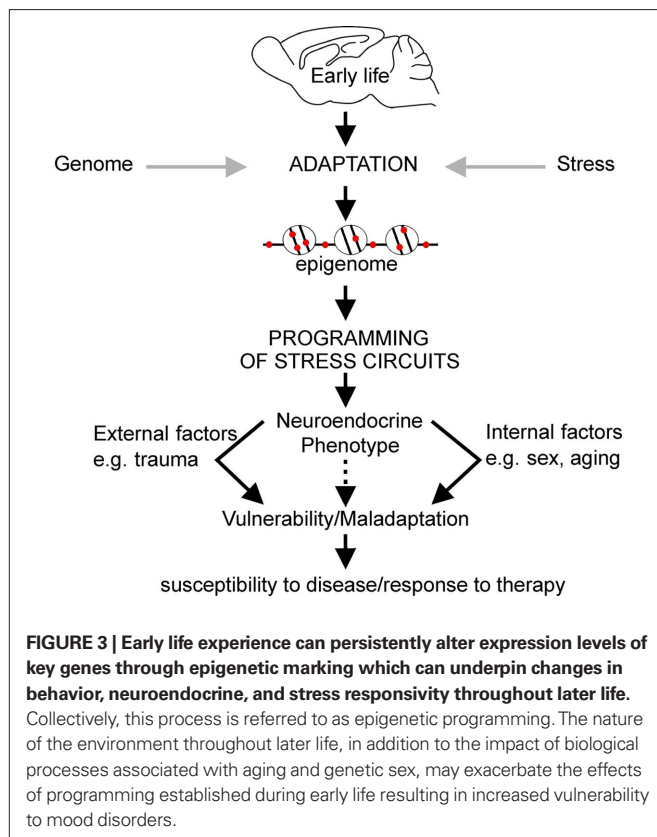 Early life
Genome
ADAPTATION
Stress
epigenome
PROGRAMMING
OF STRESS CIRCUITS
External factors
e.g. trauma
Neuroendocrine
Phenotype
Internal factors
e.g. sex, aging
Vulnerability/Maladaptation
susceptibility to disease/response to therapy
FIGURE 3 | Early life experience can persistently alter expression levels of
key genes through epigenetic marking which can underpin changes in
behavior, neuroendocrine, and stress responsivity throughout later life.
Collectively, this process is referred to as epigenetic programming. The nature
of the environment throughout later life, in addition to the impact of biological
processes associated with aging and genetic sex, may exacerbate the effects
of programming established during early life resulting in increased vulnerability
to mood disorders.